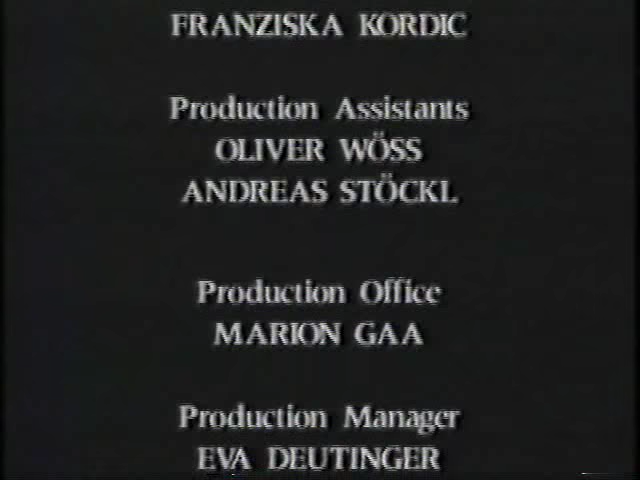 FRANZISKA KORDIC
Production Assistants
OLIVER WÖSS
ANDREAS STÖCKL
Production Office
MARION GAA
Production Manager
EVA DEUTINGER